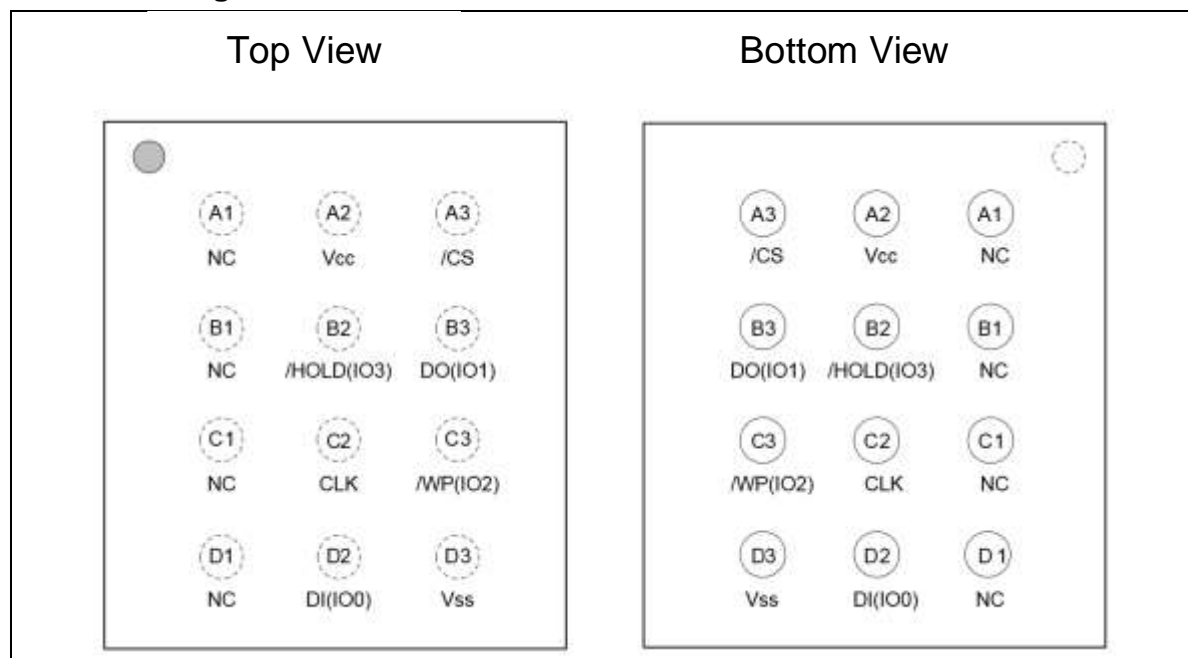 Top View Bottom View
A1 A2 A3 A3 A2 A1
NC Vcc /CS /CS Vcc NC
B1 B2 B3 B3 B2 B1
NC /HOLD(IO3) DO(IO1) DO(IO1) /HOLD(IO3) NC
C1 C2 C3 C3 C2 C1
NC CLK /WP(IO2) /WP(IO2) CLK NC
D1 D2 D3 D3 D2 D 1
NC DI(IO0) Vss Vss DI(IO0) NC